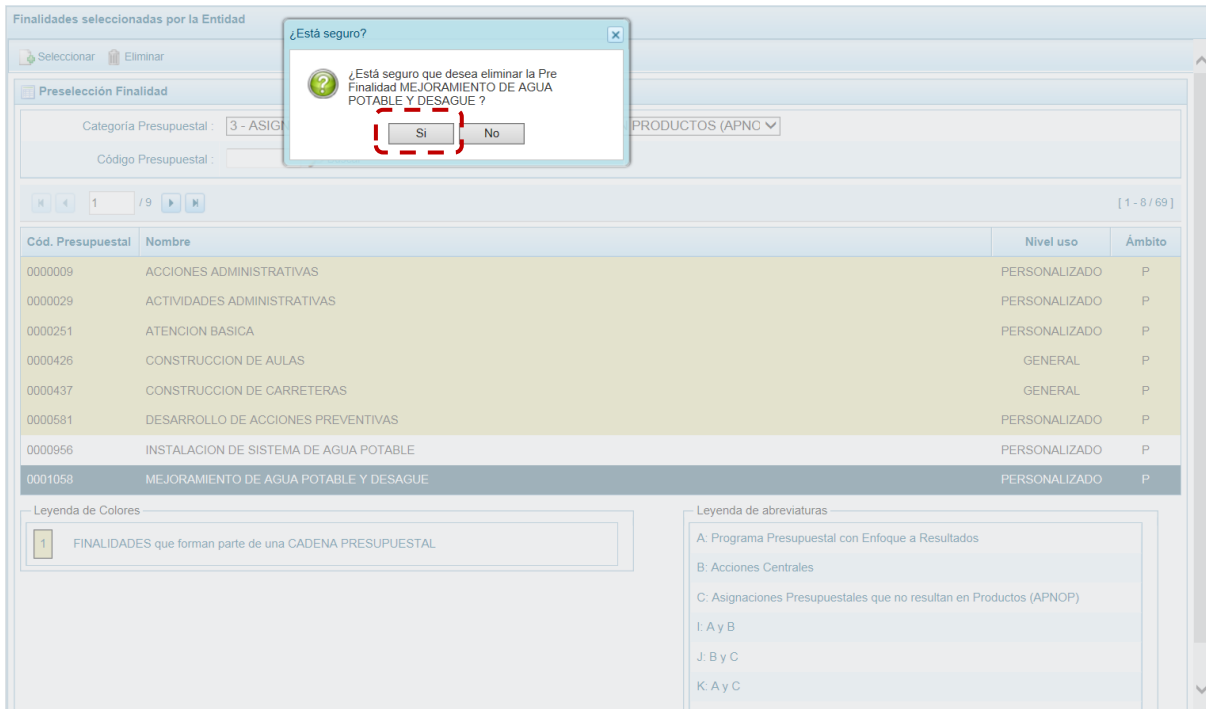 Finalidades seleccionadas por la Entidad
¿Está seguro?
Seleccionar Eliminar
¿Está seguro que desea eliminar la Pre
Finalidad MEJORAMIENTO DE AGUA
POTABLE Y DESAGUE ?
Si No
Preselección Finalidad
Categoría Presupuestal : 3 - ASIGN PRODUCTOS (APNO
Código Presupuestal :
1 / 9 [ 1 - 8 / 69 ]
Cód. Presupuestal Nombre Nivel uso Ámbito
0000009 ACCIONES ADMINISTRATIVAS PERSONALIZADO P
0000029 ACTIVIDADES ADMINISTRATIVAS PERSONALIZADO P
0000251 ATENCION BASICA PERSONALIZADO P
0000426 CONSTRUCCION DE AULAS GENERAL P
0000437 CONSTRUCCION DE CARRETERAS GENERAL P
0000581 DESARROLLO DE ACCIONES PREVENTIVAS PERSONALIZADO P
0000956 INSTALACION DE SISTEMA DE AGUA POTABLE PERSONALIZADO P
0001058 MEJORAMIENTO DE AGUA POTABLE Y DESAGUE PERSONALIZADO P
Leyenda de Colores
1 FINALIDADES que forman parte de una CADENA PRESUPUESTAL
Leyenda de abreviaturas
A: Programa Presupuestal con Enfoque a Resultados
B: Acciones Centrales
C: Asignaciones Presupuestales que no resultan en Productos (APNOP)
I: A y B
J: B y C
K: A y C